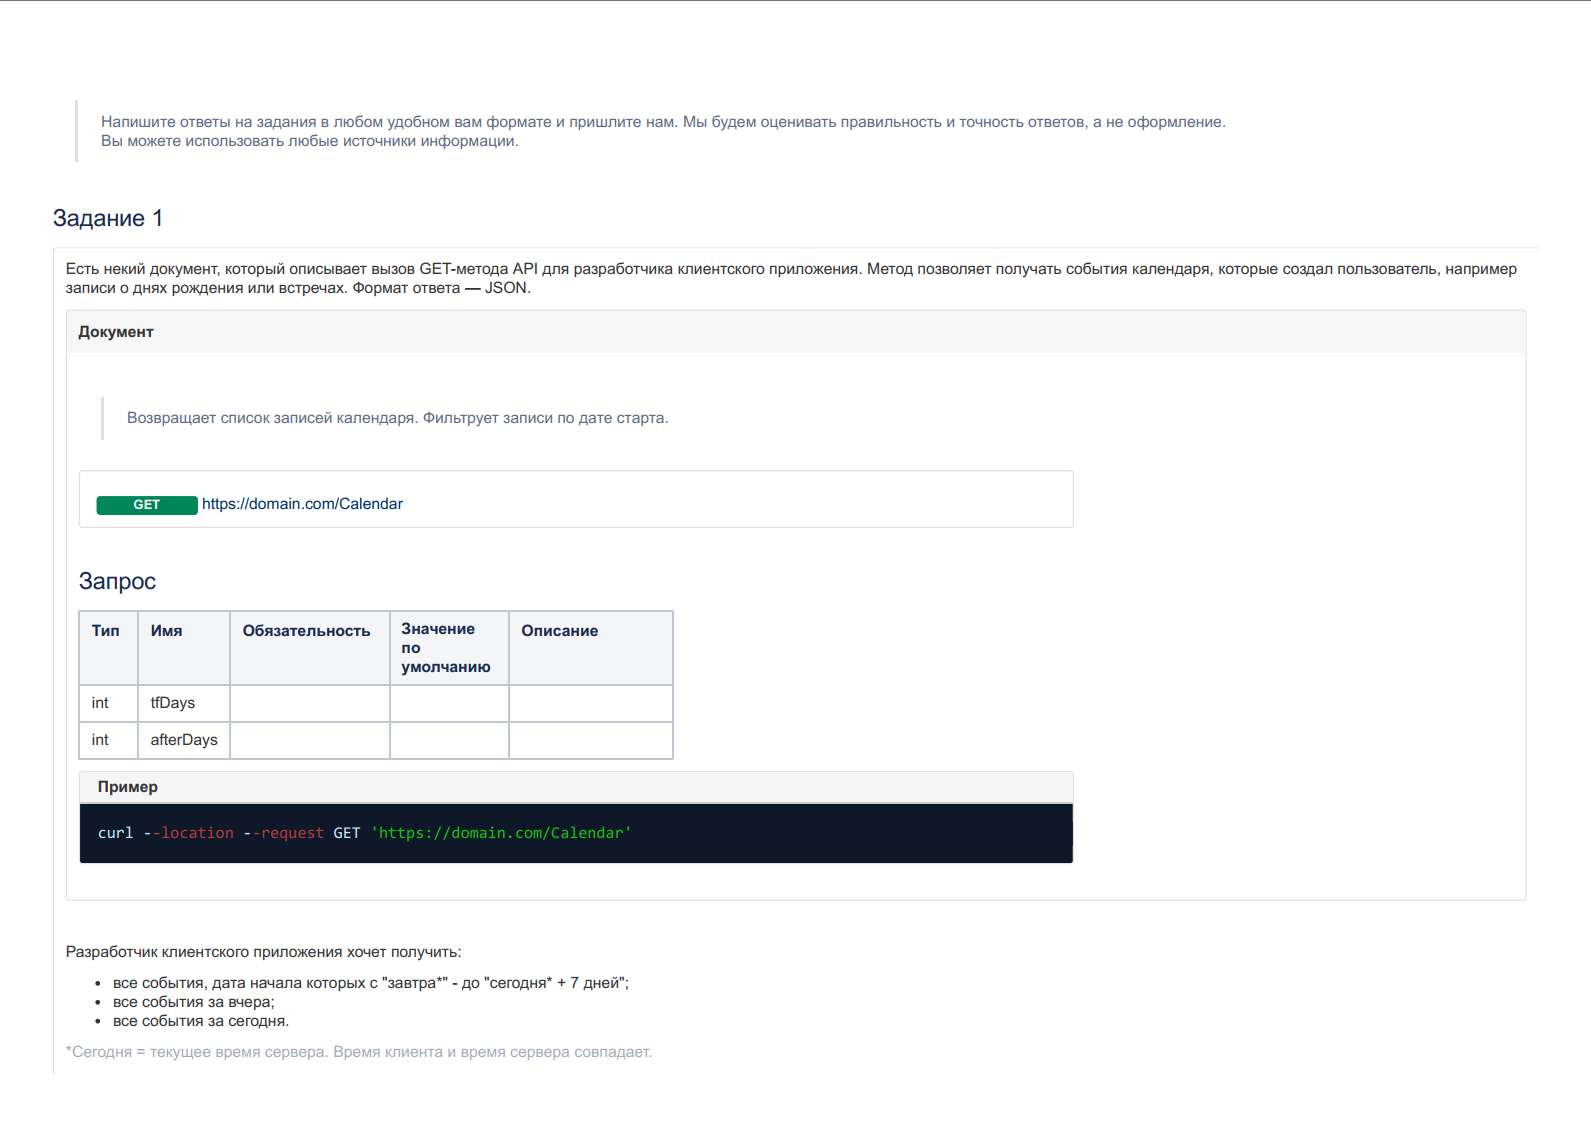 Напишите ответы на задания в любом удобном вам формате и пришлите нам. Мы будем оценивать правильность и точность ответов, а не оформление.
Вы можете использовать любые источники информации.
Задание 1
Есть некий документ, который описывает вызов GET-метода API для разработчика клиентского приложения. Метод позволяет получать события календаря, которые создал пользователь, например
записи о днях рождения или встречах. Формат ответа — JSON.
Документ
Возвращает список записей календаря. Фильтрует записи по дате старта.
GET https://domain.com/Calendar
Запрос
Тип Имя Обязательность Значение по умолчанию Описание
int tfDays
int afterDays
Пример
curl --location --request GET 'https://domain.com/Calendar'
Разработчик клиентского приложения хочет получить:
• все события, дата начала которых с "завтра*" - до "сегодня* + 7 дней";
• все события за вчера;
• все события за сегодня.
*Сегодня = текущее время сервера. Время клиента и время сервера совпадает.